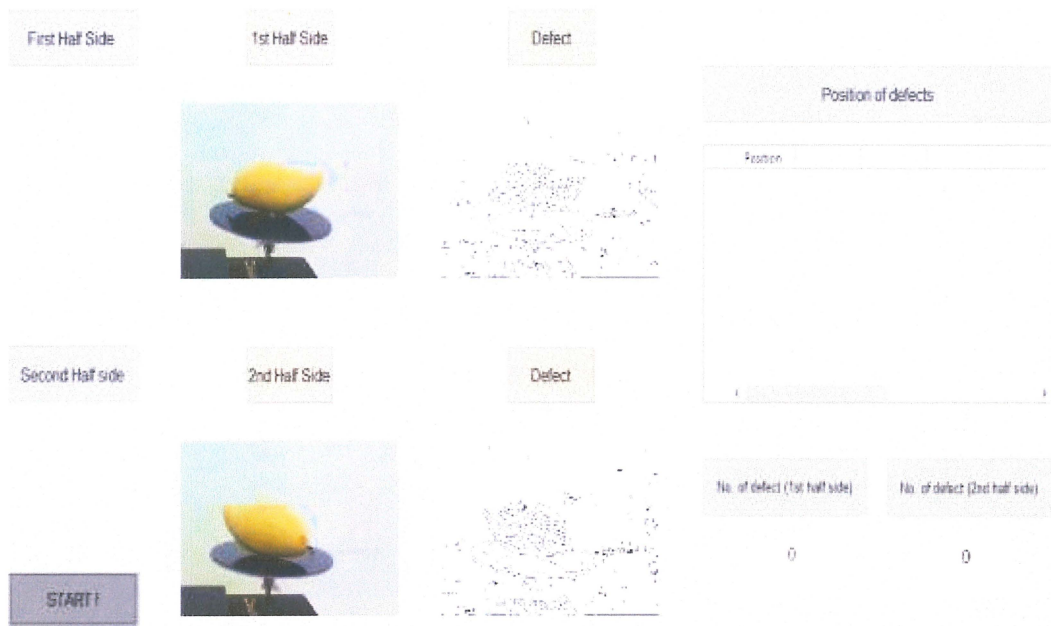 First Half Side
1st Half Side
Defect
Position of defects
Position
Second Half side
2nd Half Side
Defect
No. of defect (1st half side)
No. of defect (2nd half side)
0
0
START!